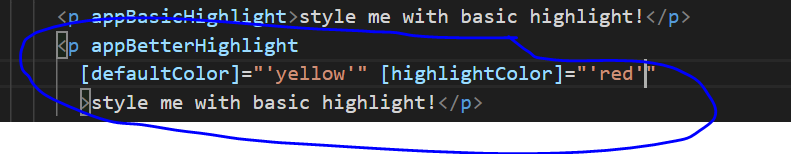 <p appBasicHighlight>style me with basic highlight!</p>
<p appBetterHighlight
[defaultColor]="'yellow'" [highlightColor]="'red'"
>style me with basic highlight!</p>